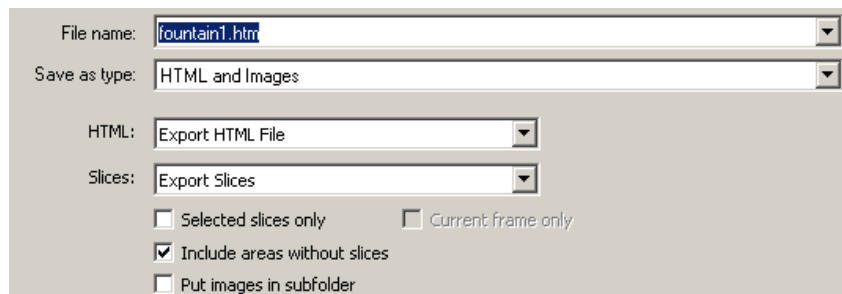 File name: fountain1.htm
Save as type: HTML and Images
HTML: Export HTML File
Slices: Export Slices
Selected slices only Current frame only
Include areas without slices
Put images in subfolder